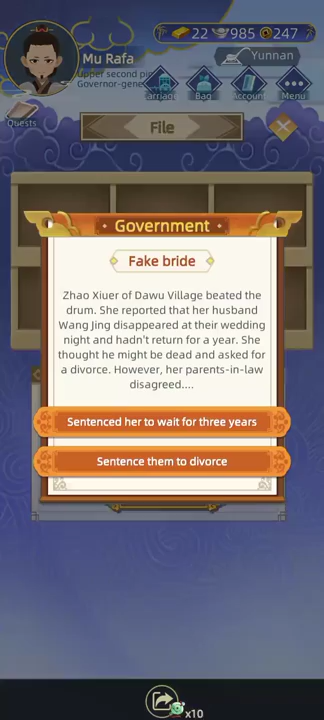 22 985 247
Mu Rafa
Yunnan
Upper second pi
Governor-gene
Carriage Bag Account Menu
Quests
File
Government
Fake bride
Zhao Xiuer of Dawu Village beated the
drum. She reported that her husband
Wang Jing disappeared at their wedding
night and hadn't return for a year. She
thought he might be dead and asked for
a divorce. However, her parents-in-law
disagreed....
Sentenced her to wait for three years
Sentence them to divorce
x10